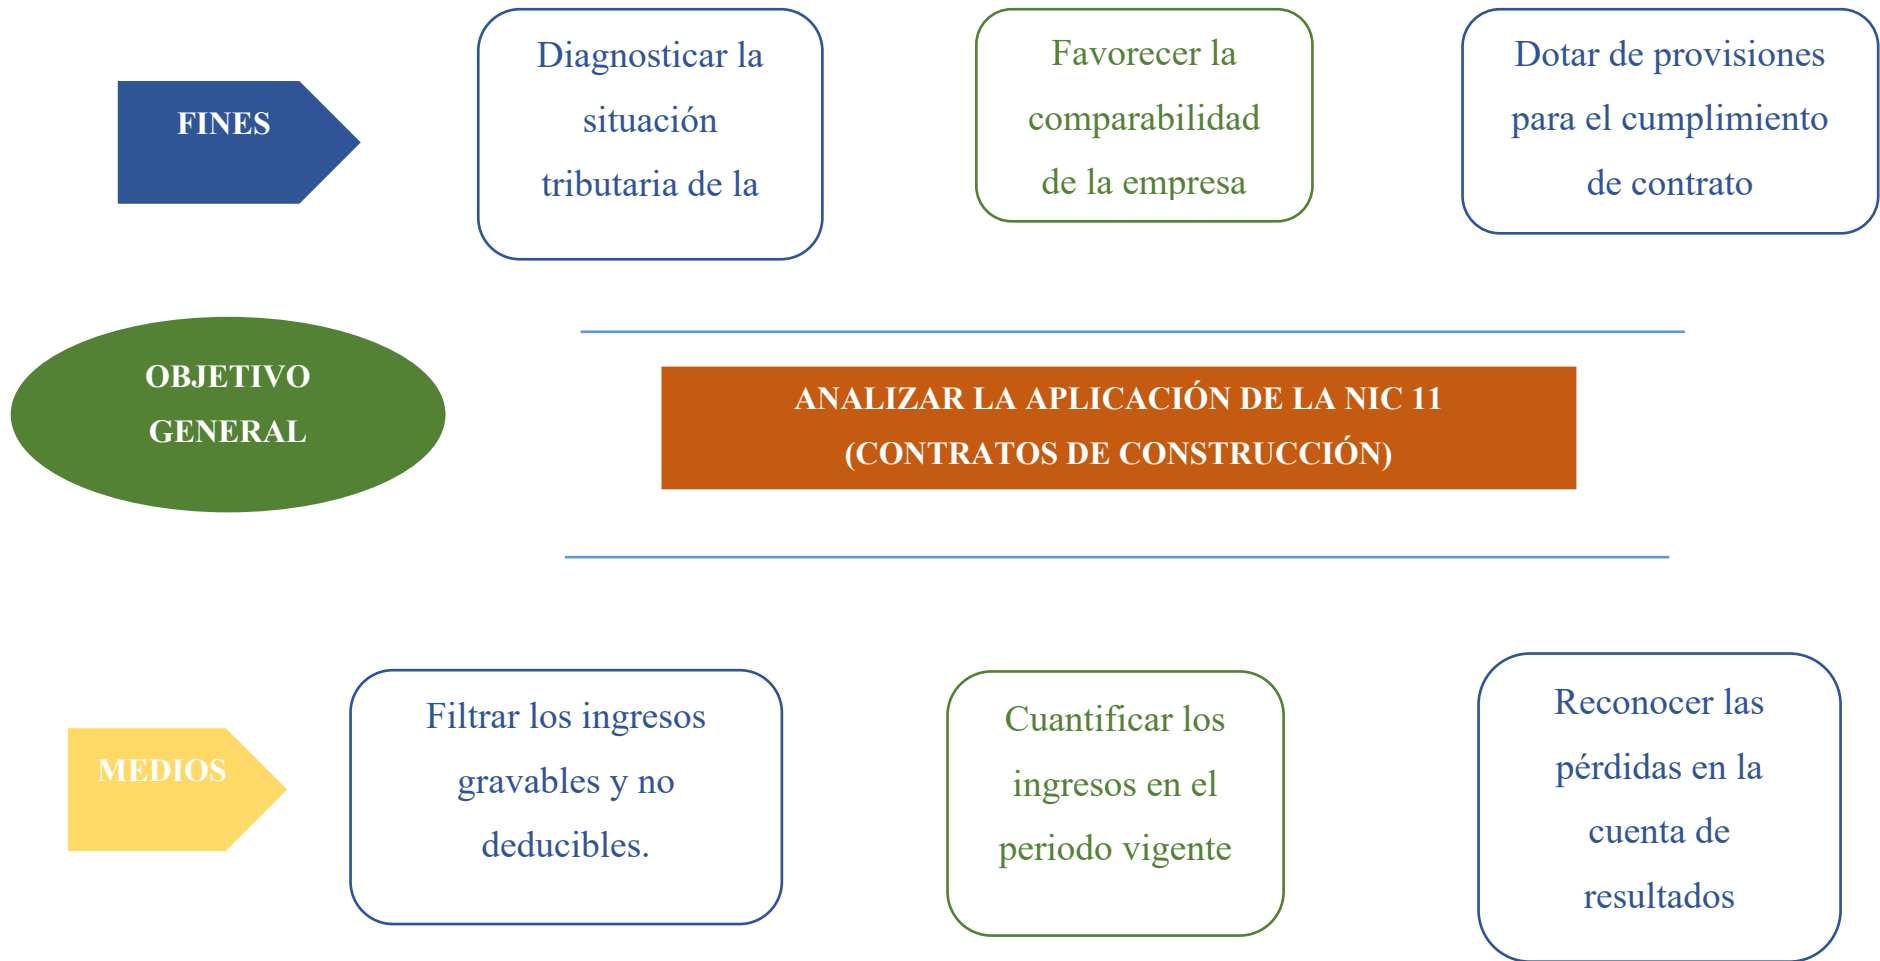 FINES
Diagnosticar la
situación
tributaria de la
Favorecer la
comparabilidad
de la empresa
Dotar de provisiones
para el cumplimiento
de contrato
OBJETIVO
GENERAL
ANALIZAR LA APLICACIÓN DE LA NIC 11
(CONTRATOS DE CONSTRUCCIÓN)
MEDIOS
Filtrar los ingresos
gravables y no
deducibles.
Cuantificar los
ingresos en el
periodo vigente
Reconocer las
pérdidas en la
cuenta de
resultados